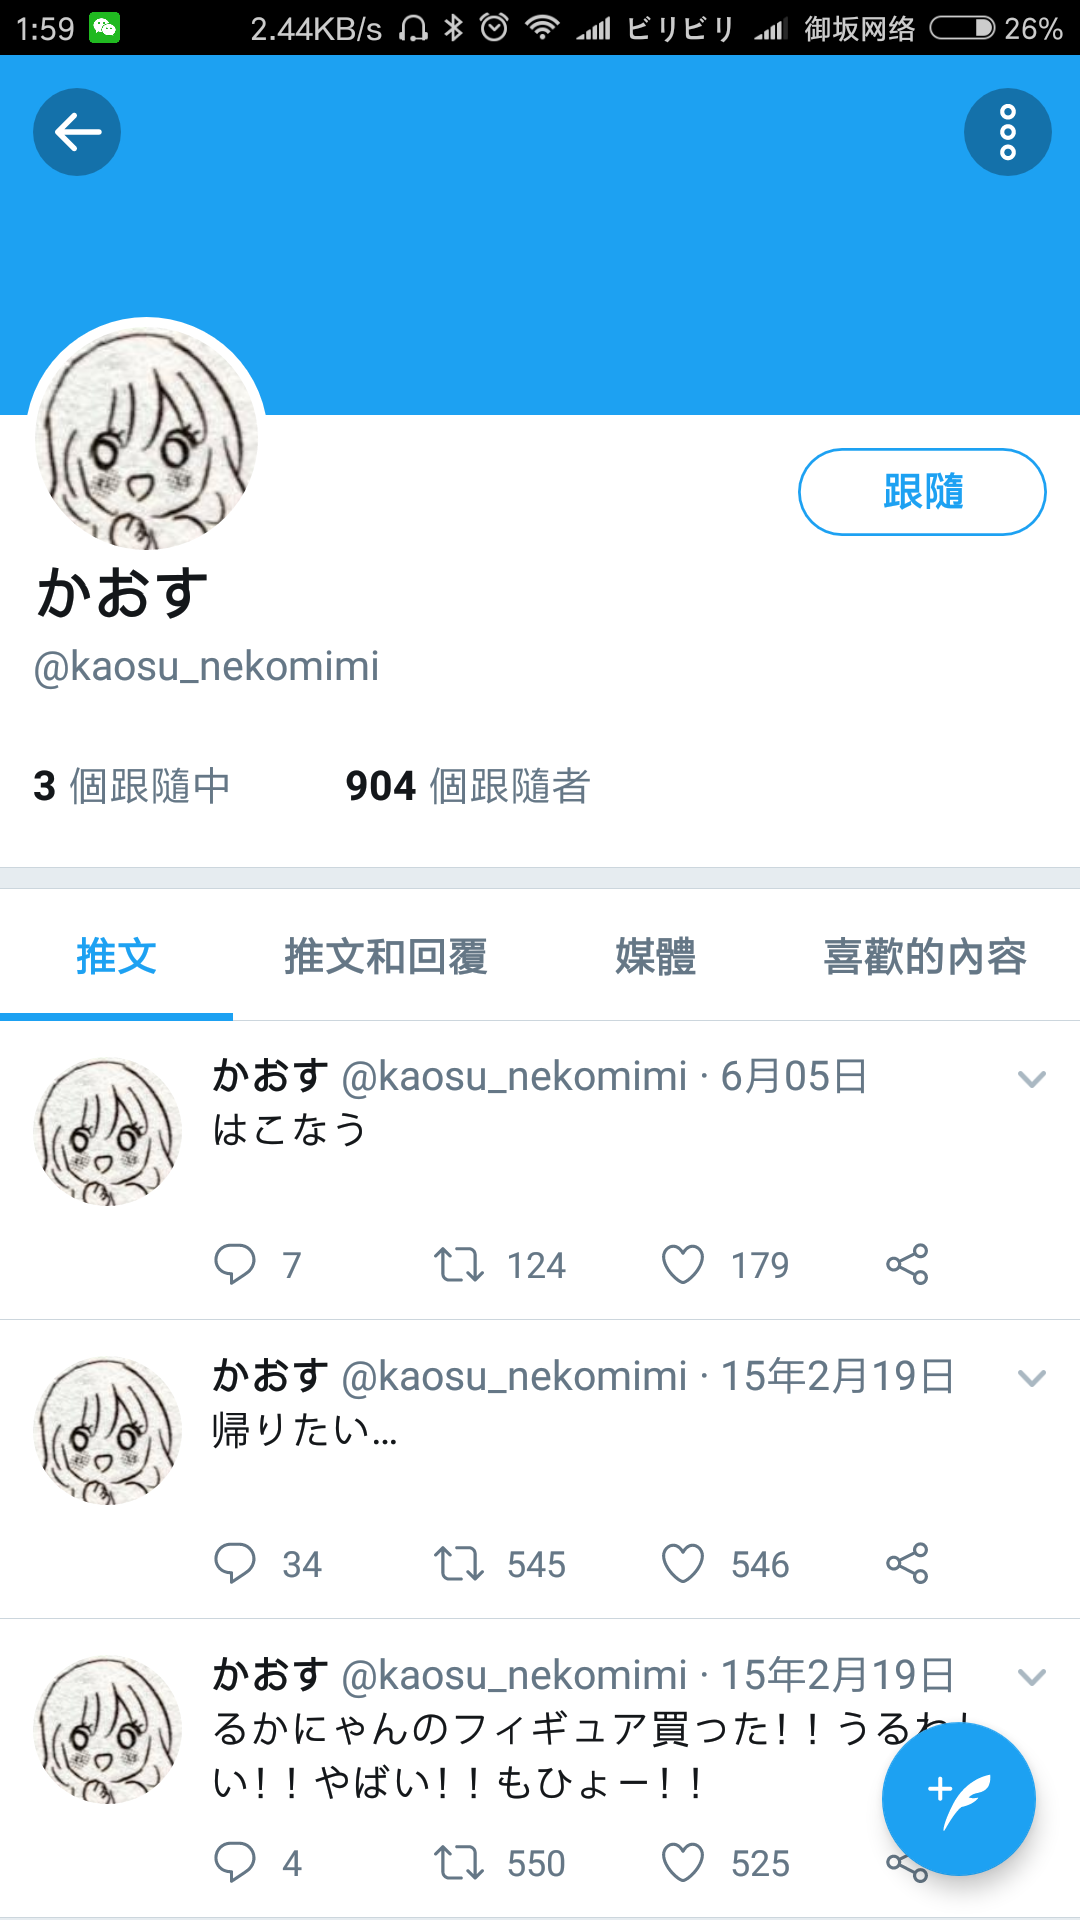 1:59 2.44KB/s ビリビリ 御坂网络 26%
跟隨
かおす
@kaosu_nekomimi
3 個跟隨中 904 個跟隨者
推文 推文和回覆 媒體 喜歡的內容
かおす @kaosu_nekomimi · 6月05日
はこなう
7 124 179
かおす @kaosu_nekomimi · 15年2月19日
帰りたい...
34 545 546
かおす @kaosu_nekomimi · 15年2月19日
るかにゃんのフィギュア買った！！うるわし
い！！やばい！！もひょー！！
4 550 525